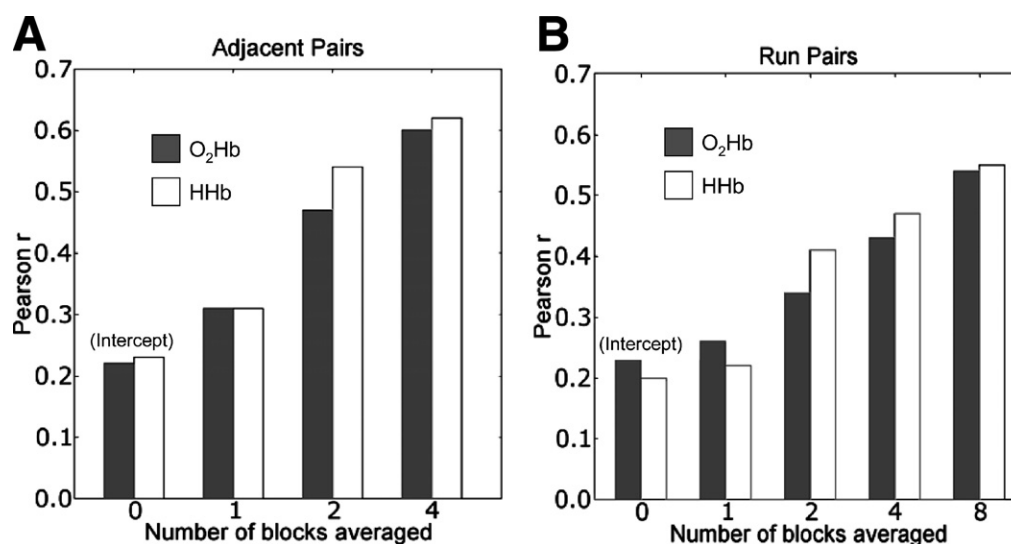 A
Adjacent Pairs
0.7
0.6
0.5
0.4
0.3
0.2
0.1
0.0
Pearson r
O₂Hb
HHb
(Intercept)
0 1 2 4
Number of blocks averaged
B
Run Pairs
0.7
0.6
0.5
0.4
0.3
0.2
0.1
0.0
Pearson r
O₂Hb
HHb
(Intercept)
0 1 2 4 8
Number of blocks averaged